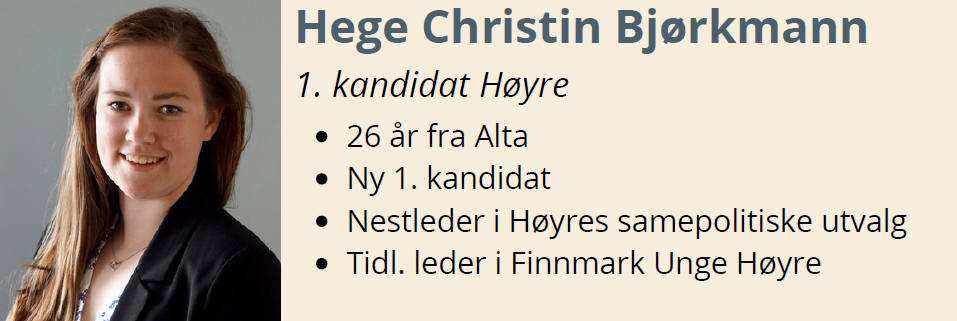 Hege Christin Bjørkmann
1. kandidat Høyre
• 26 år fra Alta
• Ny 1. kandidat
• Nestleder i Høyres samepolitiske utvalg
• Tidl. leder i Finnmark Unge Høyre